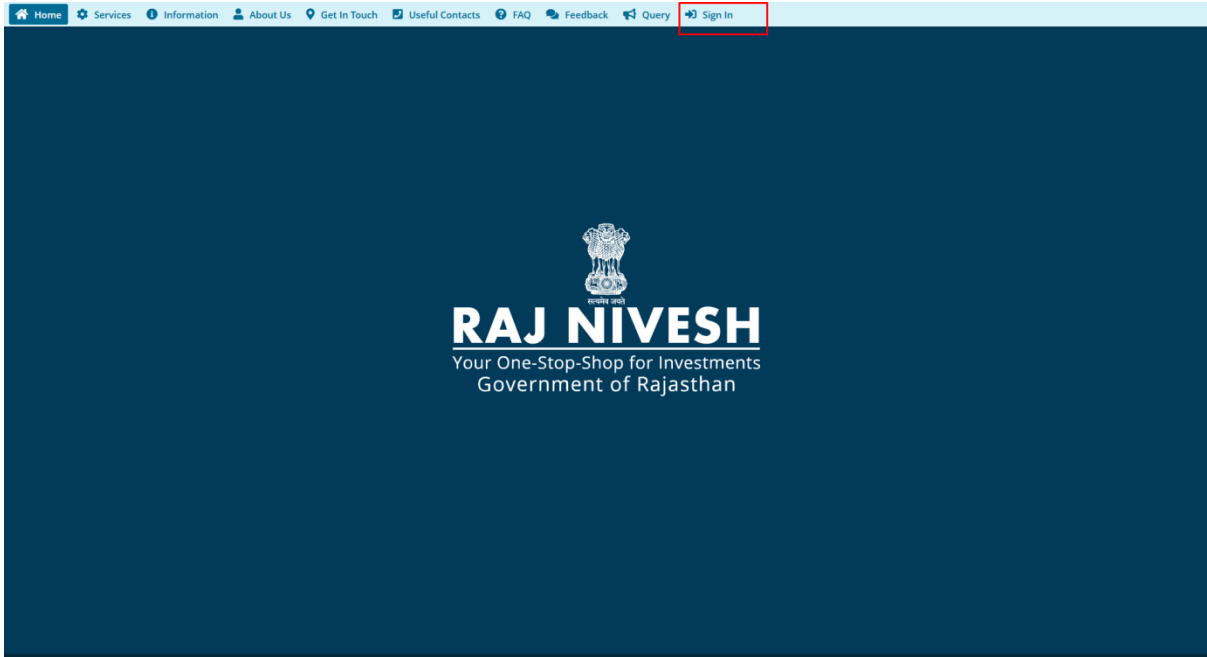 Home Services Information About Us Get In Touch Useful Contacts FAQ Feedback Query Sign In
सत्यमेव जयते
RAJ NIVESH
Your One-Stop-Shop for Investments
Government of Rajasthan